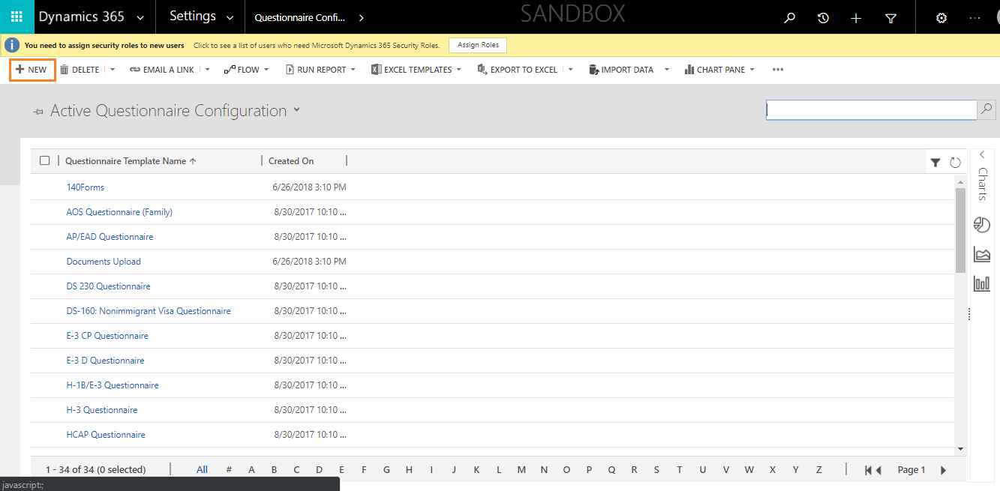 Dynamics 365 Settings Questionnaire Confi... SANDBOX
You need to assign security roles to new users Click to see a list of users who need Microsoft Dynamics 365 Security Roles. Assign Roles
NEW DELETE EMAIL A LINK FLOW RUN REPORT EXCEL TEMPLATES EXPORT TO EXCEL IMPORT DATA CHART PANE
Active Questionnaire Configuration
Questionnaire Template Name Created On
Charts
140Forms 6/26/2018 3:10 PM
AOS Questionnaire (Family) 8/30/2017 10:10 ...
AP/EAD Questionnaire 8/30/2017 10:10 ...
Documents Upload 6/26/2018 3:10 PM
DS 230 Questionnaire 8/30/2017 10:10 ...
DS-160: Nonimmigrant Visa Questionnaire 8/30/2017 10:10 ...
E-3 CP Questionnaire 8/30/2017 10:10 ...
E-3 D Questionnaire 8/30/2017 10:10 ...
H-1B/E-3 Questionnaire 8/30/2017 10:10 ...
H-3 Questionnaire 8/30/2017 10:10 ...
HCAP Questionnaire 8/30/2017 10:10 ...
1 - 34 of 34 (0 selected) All # A B C D E F G H I J K L M N O P Q R S T U V W X Y Z Page 1
javascript:;